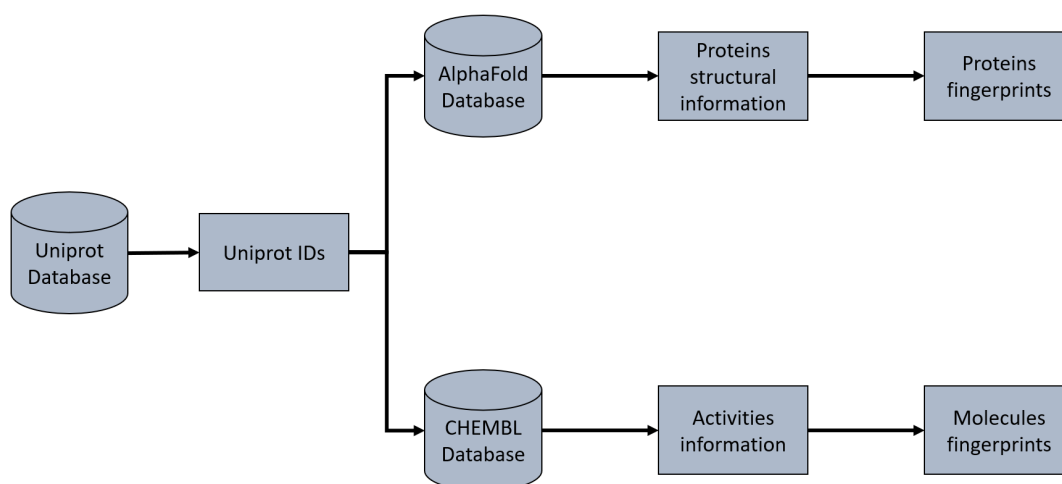 AlphaFold
Database
Proteins
structural
information
Proteins
fingerprints
Uniprot
Database
Uniprot IDs
CHEMBL
Database
Activities
information
Molecules
fingerprints